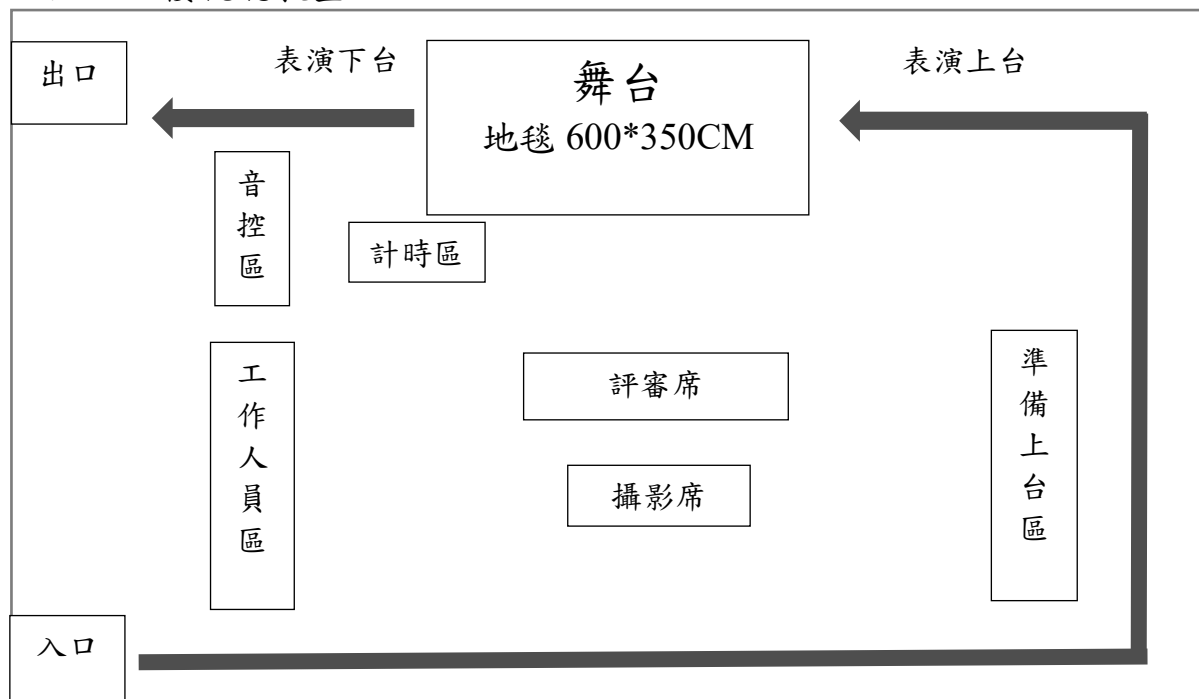 出口
表演下台
舞台
地毯 600*350CM
表演上台
音控區
計時區
工作人員區
評審席
攝影席
準備上台區
入口